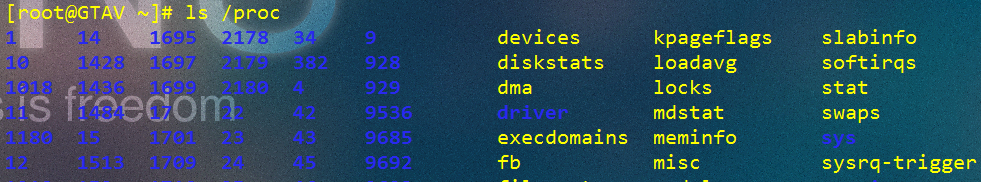 [root@GTAV ~]# ls /proc
1 14 1695 2178 34 9 devices kpageflags slabinfo
10 1428 1697 2179 382 928 diskstats loadavg softirqs
1018 1436 1699 2180 4 929 dma locks stat
11 1484 17 22 42 9536 driver mdstat swaps
is freedom
1180 15 1701 23 43 9685 execdomains meminfo sys
12 1513 1709 24 45 9692 fb misc sysrq-trigger